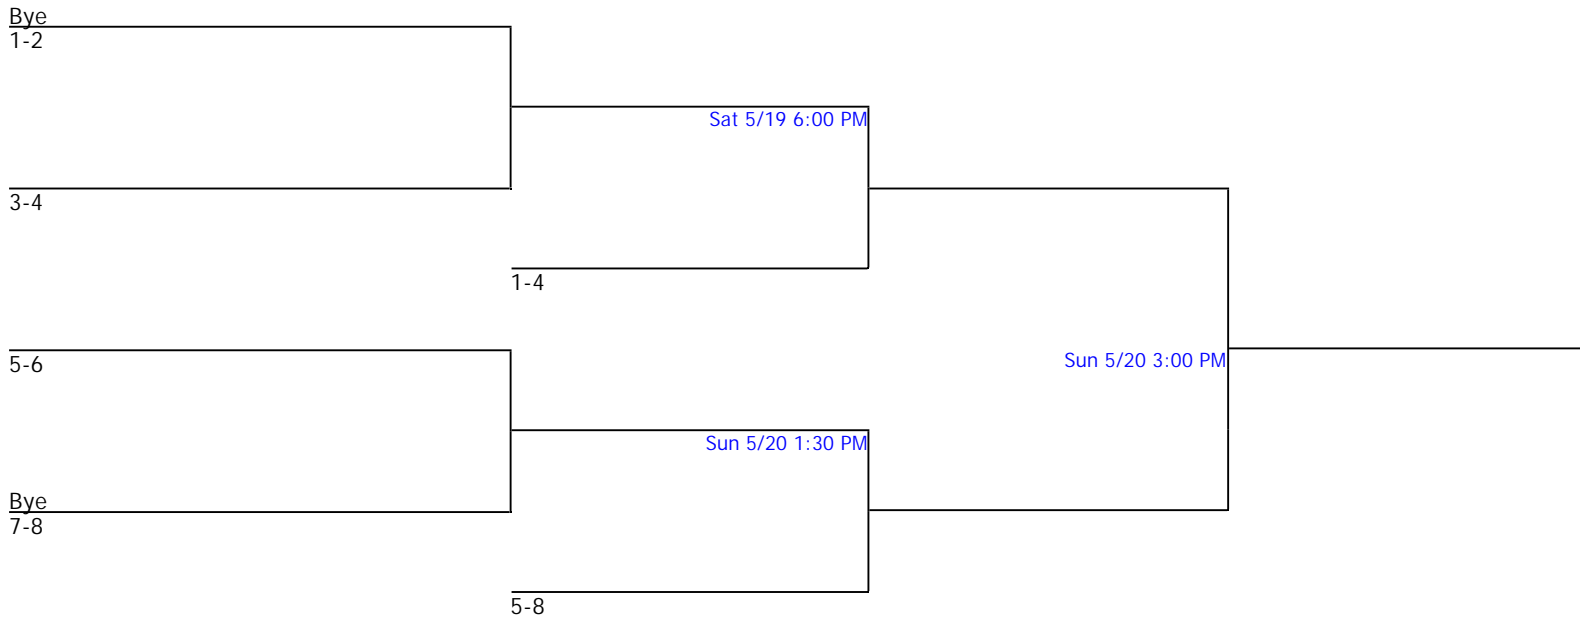 Bye
1-2
Sat 5/19 6:00 PM
3-4
1-4
5-6
Sun 5/20 3:00 PM
Sun 5/20 1:30 PM
Bye
7-8
5-8